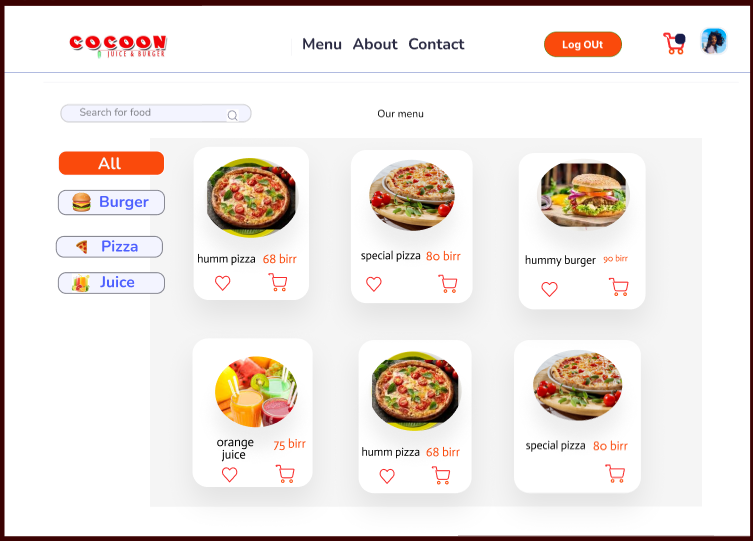 COCOON
JUICE & BURGER
Menu About Contact
Log OUt
Search for food
Our menu
All
Burger
Pizza
Juice
humm pizza 68 birr
special pizza 80 birr
hummy burger 90 birr
orange juice 75 birr
humm pizza 68 birr
special pizza 80 birr